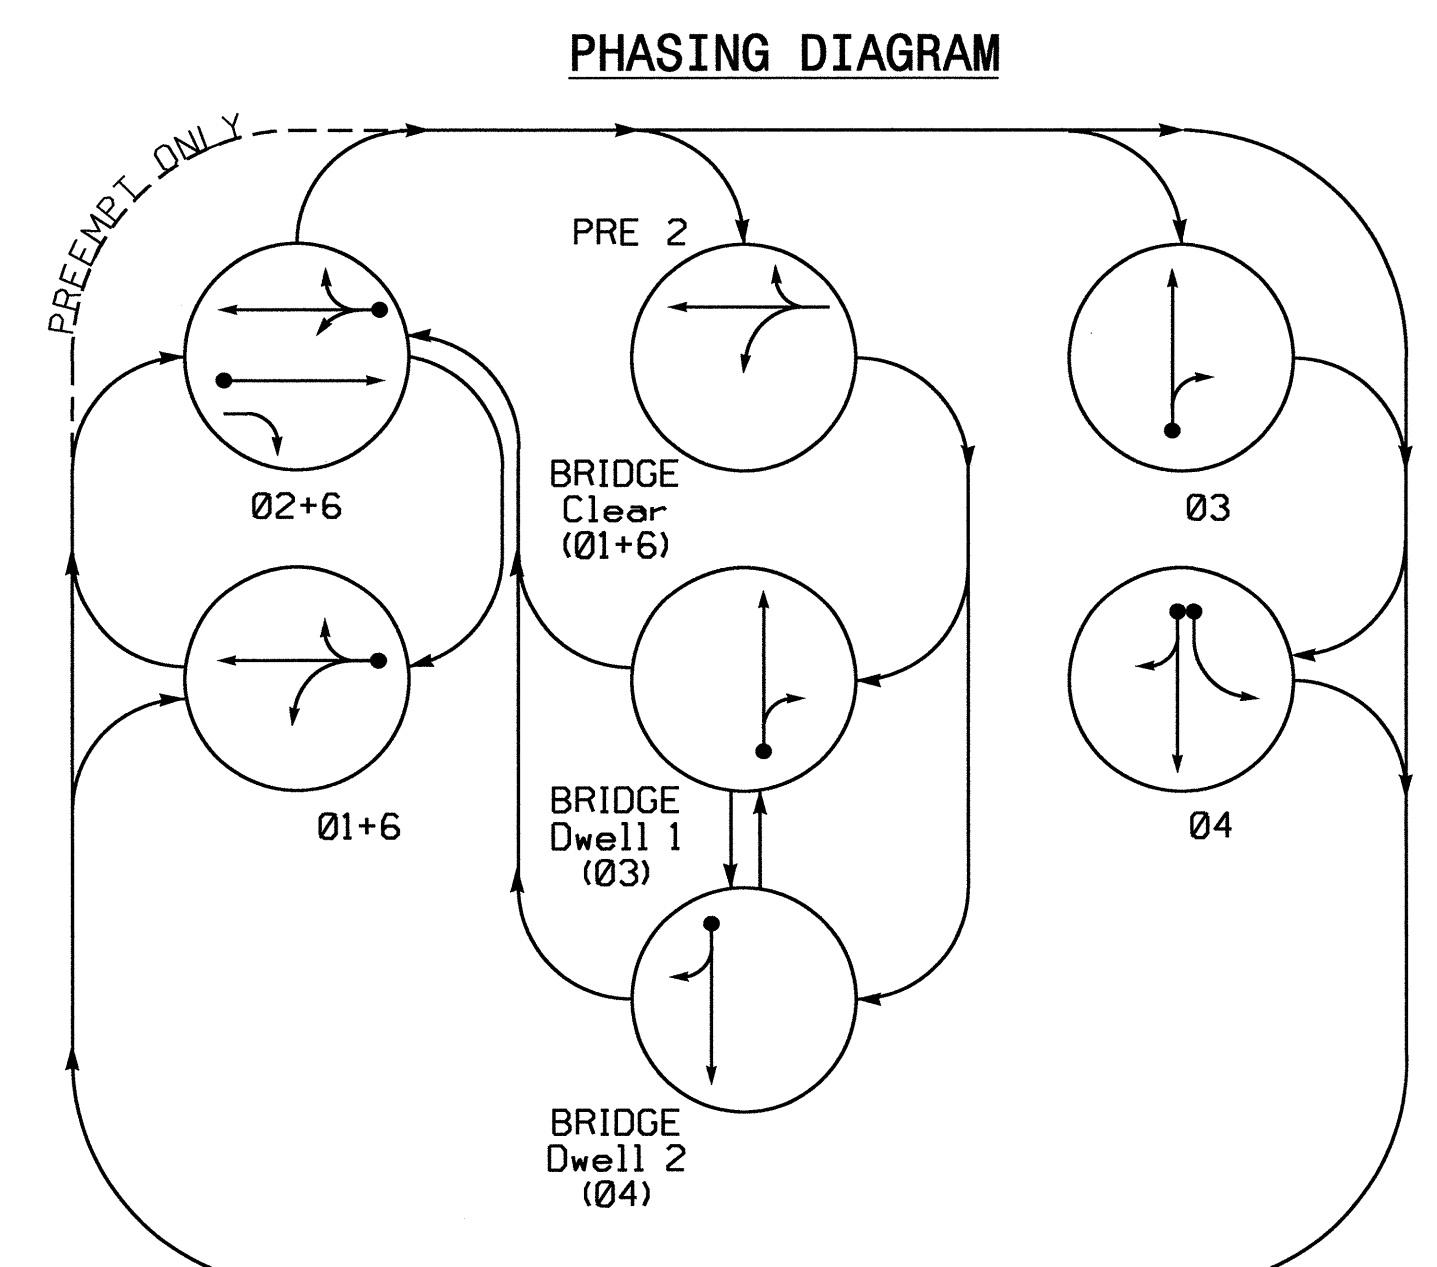 PHASING DIAGRAM
PREEMPT ONLY
PRE 2
Ø2+6
BRIDGE
Clear
(Ø1+6)
Ø3
Ø1+6
BRIDGE
Dwell 1
(Ø3)
Ø4
BRIDGE
Dwell 2
(Ø4)